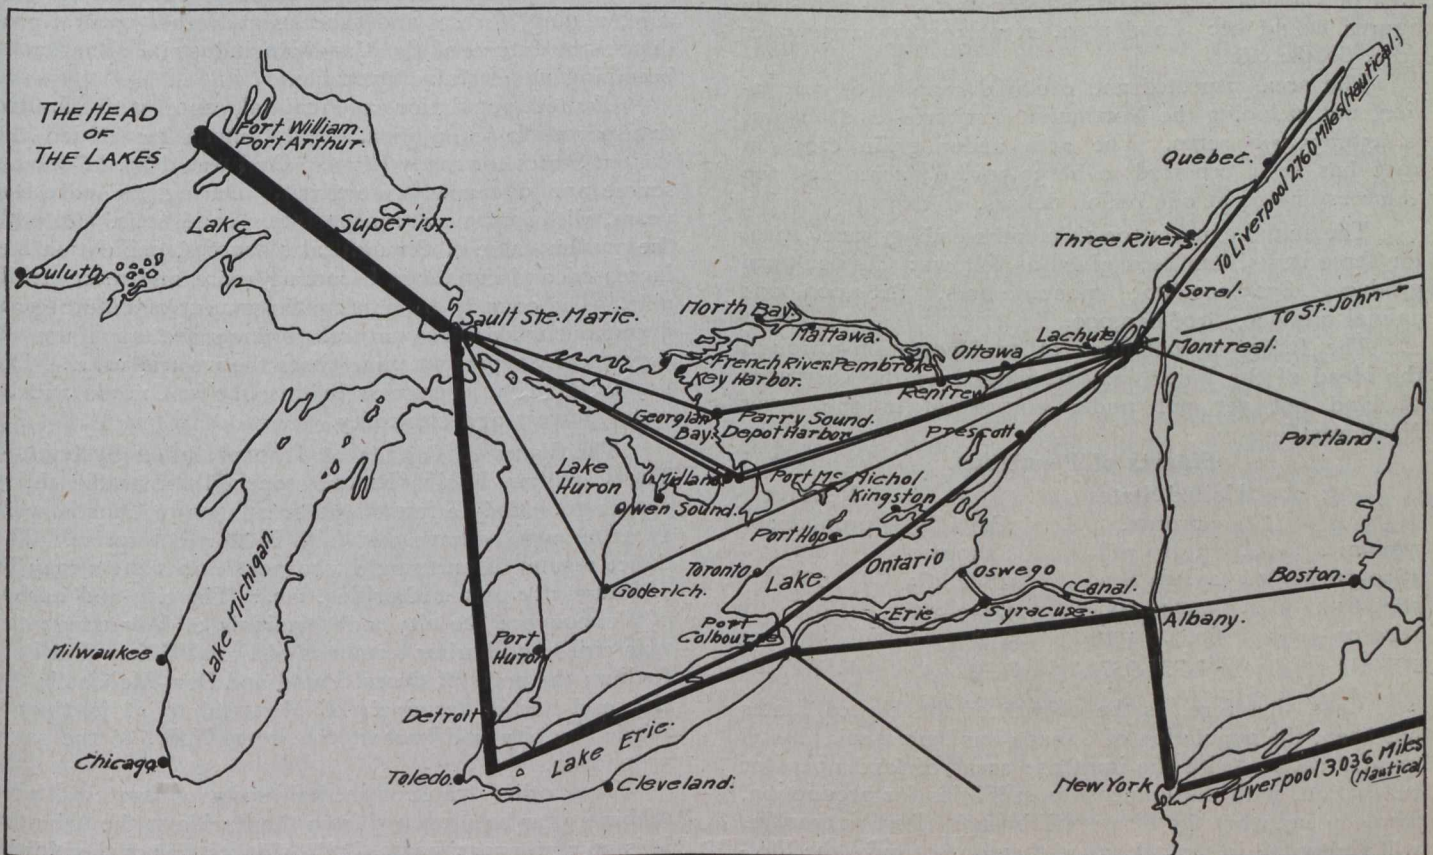 THE HEAD
OF
THE LAKES
Fort William.
Port Arthur.
Lake Superior.
Duluth
Sault Ste. Marie.
North Bay.
Mattawa.
French River.
Pembroke
Key Harbor.
Ottawa
Renfrew
Lachute
Montreal.
Quebec.
Three Rivers.
Sorel.
To Liverpool 2,760 Miles (Nautical.)
To St. John
Portland.
Georgian
Bay.
Parry Sound.
Depot Harbor.
Prescott
Lake
Huron
Midland
Port Mc Nichol
Owen Sound.
Kingston
Port Hop
Toronto
Lake Ontario
Oswego
Goderich.
Port
Colbourne
Erie Canal.
Syracuse.
Albany.
Boston.
Lake Michigan.
Milwaukee
Chicago
Port
Huron
Detroit
Toledo.
Lake Erie.
Cleveland.
New York
To Liverpool 3,036 Miles
(Nautical)